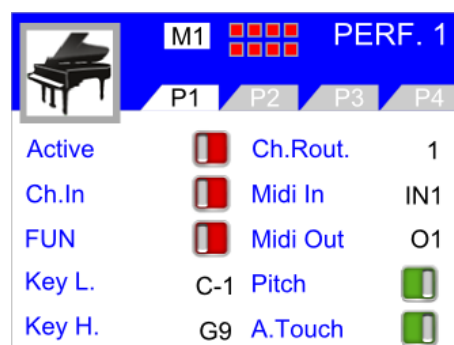 M1 PERF. 1
P1 P2 P3 P4
Active Ch.Rout. 1
Ch.In Midi In IN1
FUN Midi Out O1
Key L. C-1 Pitch
Key H. G9 A.Touch